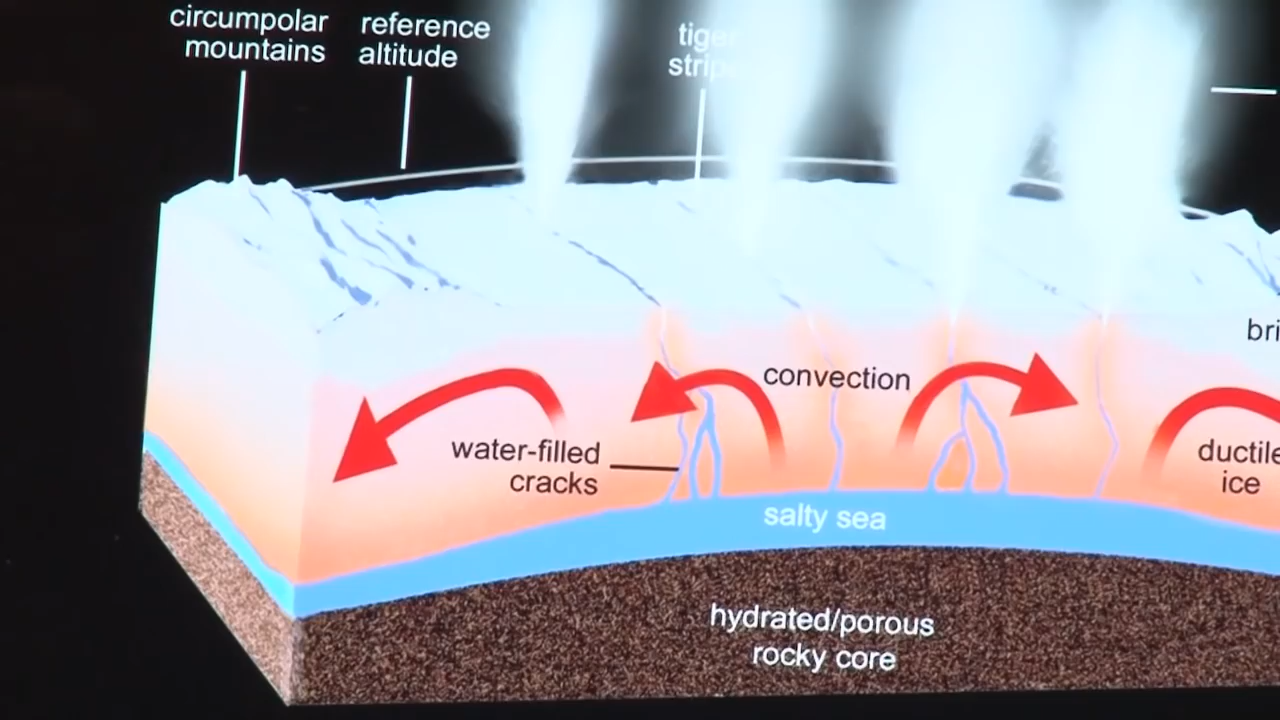 circumpolar
mountains
reference
altitude
convection
water-filled
cracks
salty sea
hydrated/porous
rocky core
ductile
ice